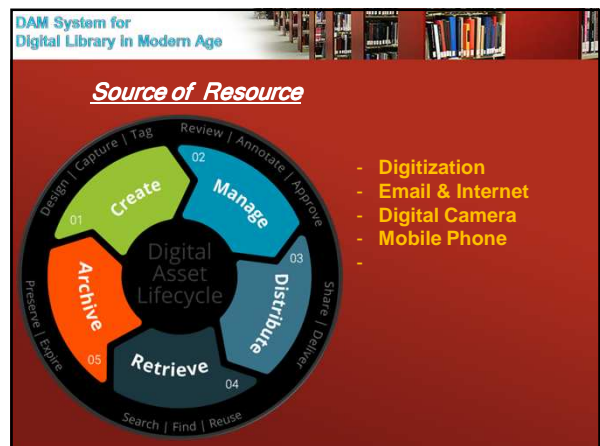 DAM System for
Digital Library in Modern Age
Source of Resource
Design | Capture | Tag
Review | Annotate | Approve
Share | Deliver
Search | Find | Reuse
Preserve | Expire
01
Create
02
Manage
03
Distribute
04
Retrieve
05
Archive
Digital
Asset
Lifecycle
- Digitization
- Email & Internet
- Digital Camera
- Mobile Phone
-